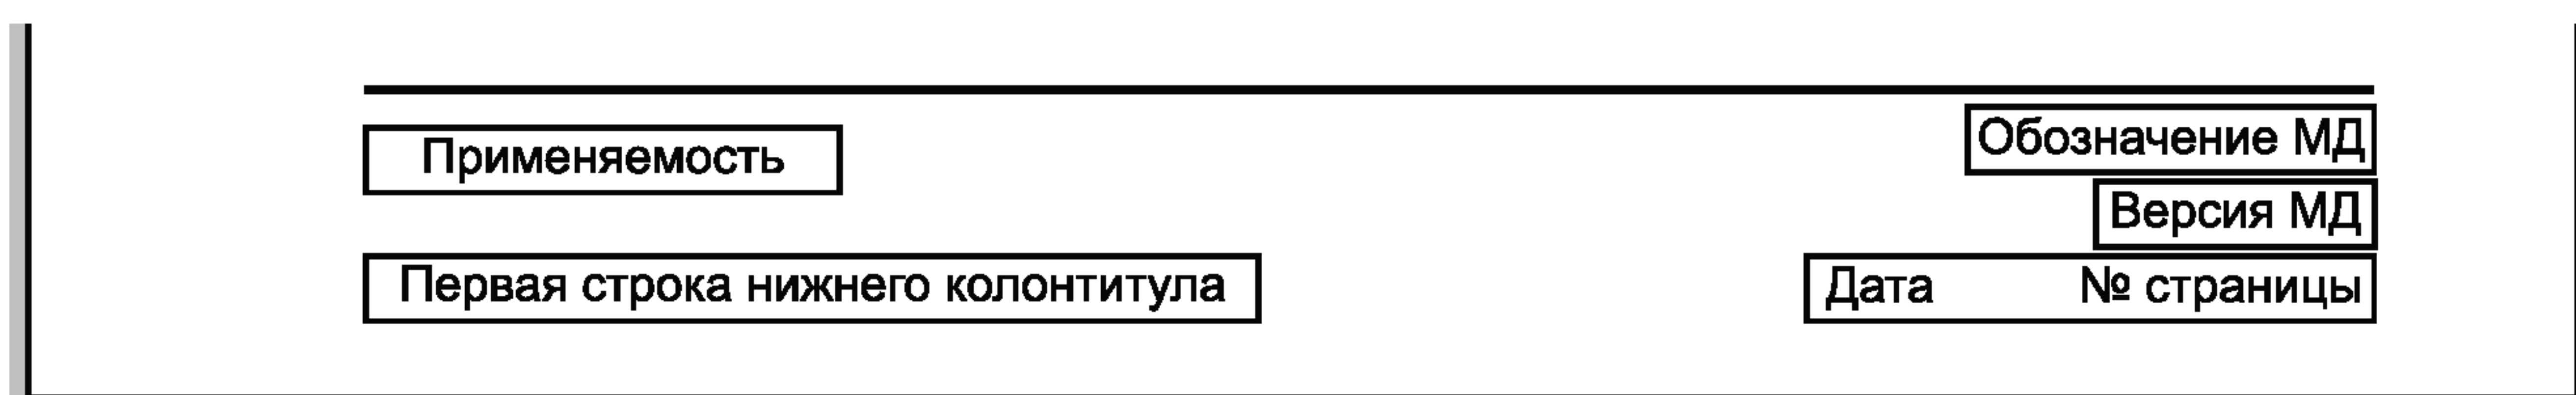 Применяемость
Обозначение МД
Версия МД
Первая строка нижнего колонтитула
Дата № страницы